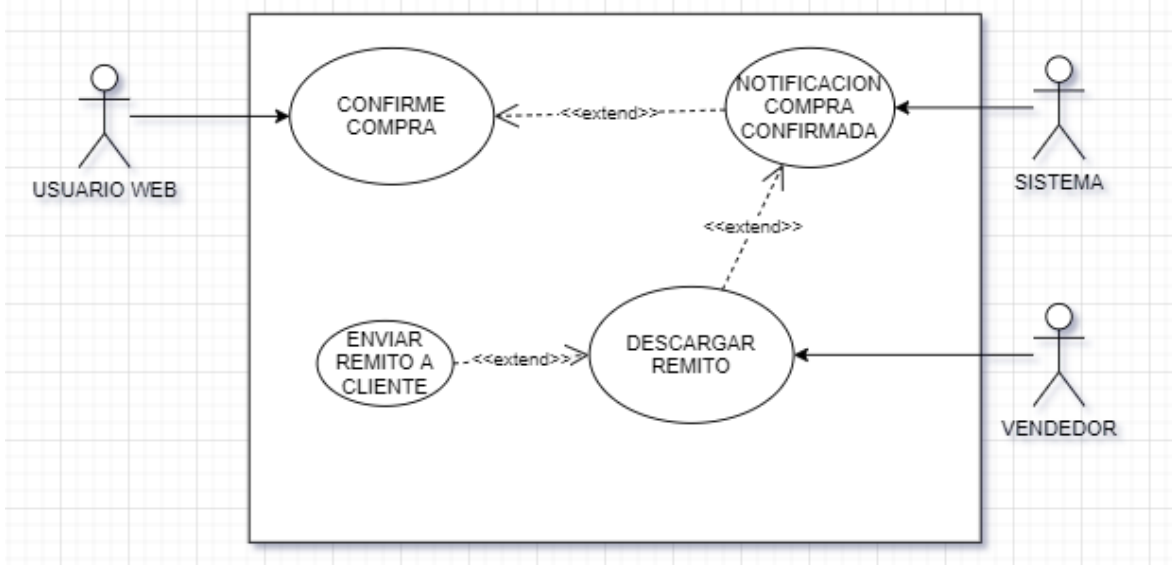 CONFIRME
COMPRA
<<extend>>
NOTIFICACION
COMPRA
CONFIRMADA
USUARIO WEB
SISTEMA
<<extend>>
ENVIAR
REMITO A
CLIENTE
<<extend>>
DESCARGAR
REMITO
VENDEDOR